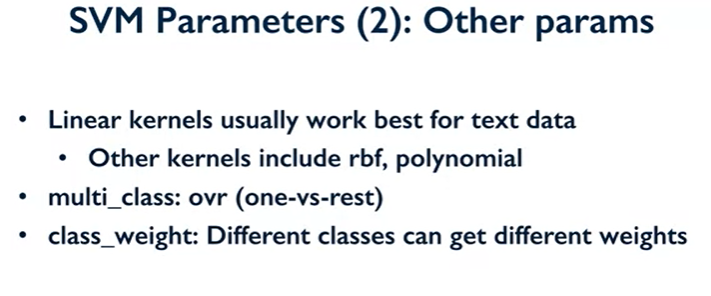 SVM Parameters (2): Other params
• Linear kernels usually work best for text data
• Other kernels include rbf, polynomial
• multi_class: ovr (one-vs-rest)
• class_weight: Different classes can get different weights